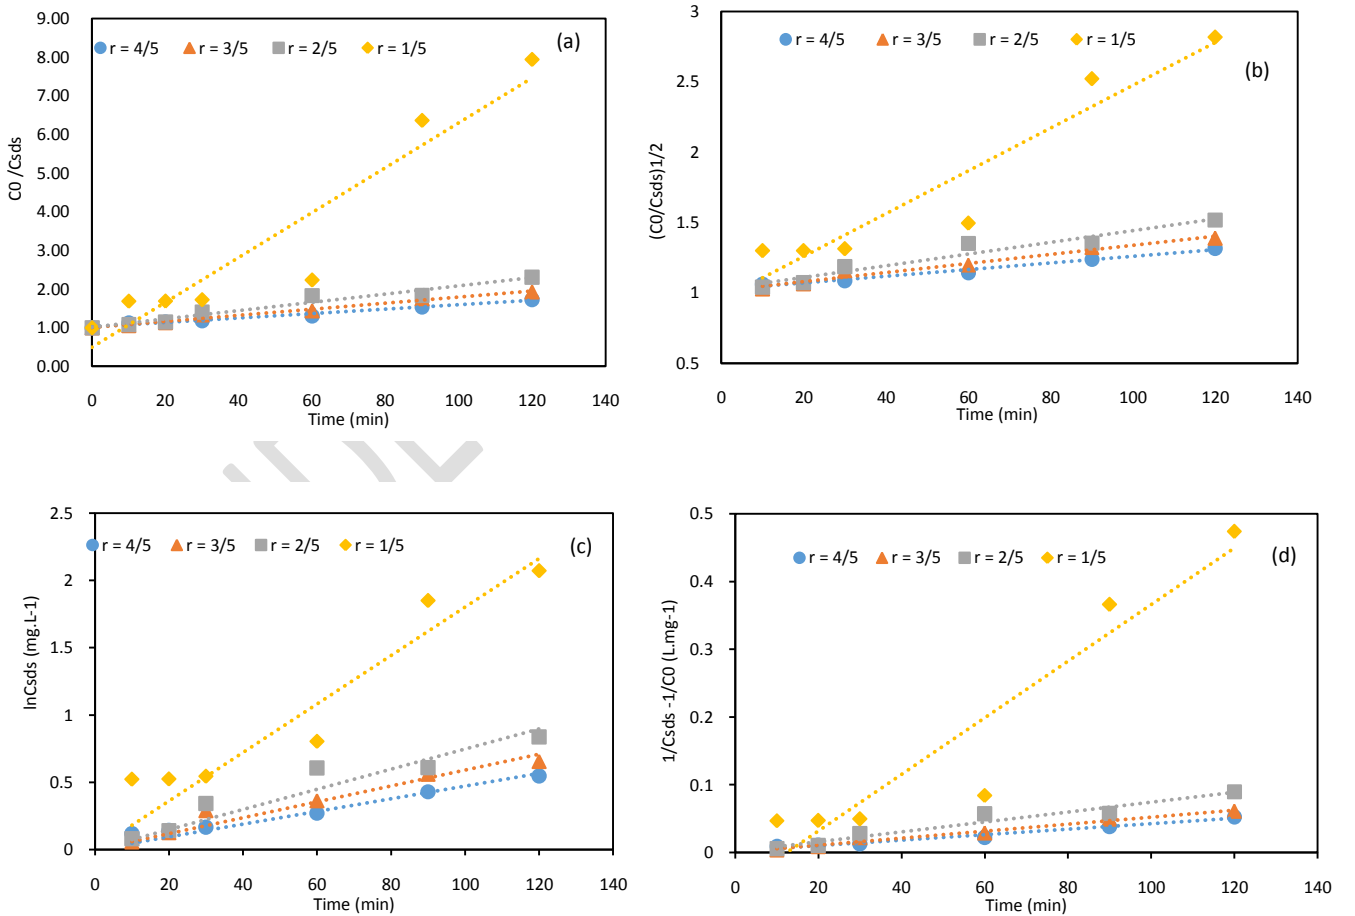 9.00
8.00
7.00
6.00
5.00
4.00
3.00
2.00
1.00
0.00
C0 /Csds
r = 4/5 r = 3/5 r = 2/5 r = 1/5
(a)
0 20 40 60 80 100 120 140
Time (min)
3
2.5
2
1.5
1
0.5
(C0/Csds)1/2
r = 4/5 r = 3/5 r = 2/5 r = 1/5
(b)
0 20 40 60 80 100 120 140
Time (min)
2.5
2
1.5
1
0.5
0
lnCsds (mg.L-1)
r = 4/5 r = 3/5 r = 2/5 r = 1/5
(c)
0 20 40 60 80 100 120 140
Time (min)
0.5
0.4
0.3
0.2
0.1
0
1/Csds -1/C0 (L.mg-1)
r = 4/5 r = 3/5 r = 2/5 r = 1/5
(d)
0 20 40 60 80 100 120 140
Time (min)